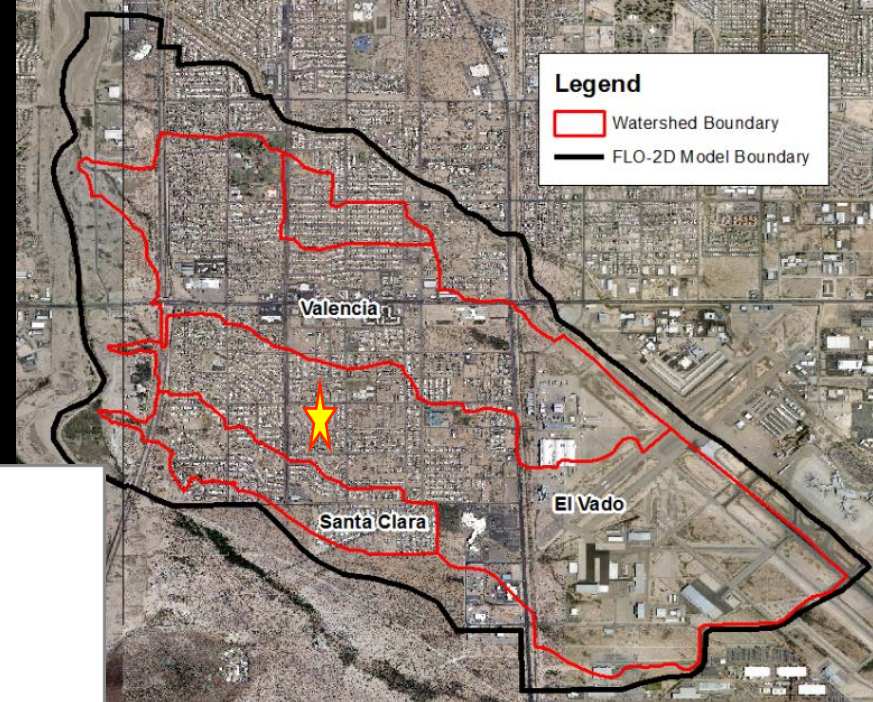 Legend
Watershed Boundary
FLO-2D Model Boundary
Valencia
El Vado
Santa Clara